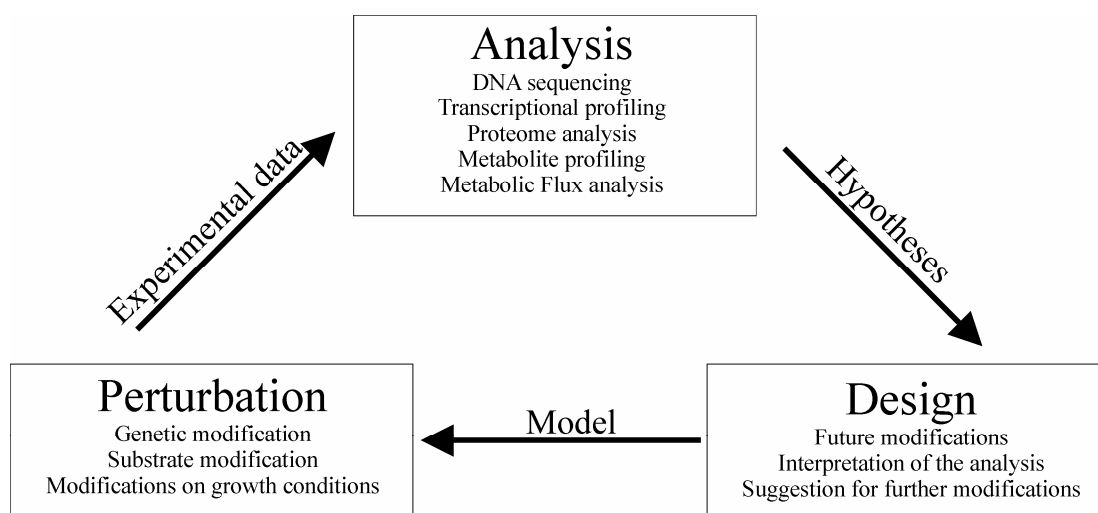 Analysis
DNA sequencing
Transcriptional profiling
Proteome analysis
Metabolite profiling
Metabolic Flux analysis
Experimental data
Hypotheses
Perturbation
Genetic modification
Substrate modification
Modifications on growth conditions
Model
Design
Future modifications
Interpretation of the analysis
Suggestion for further modifications